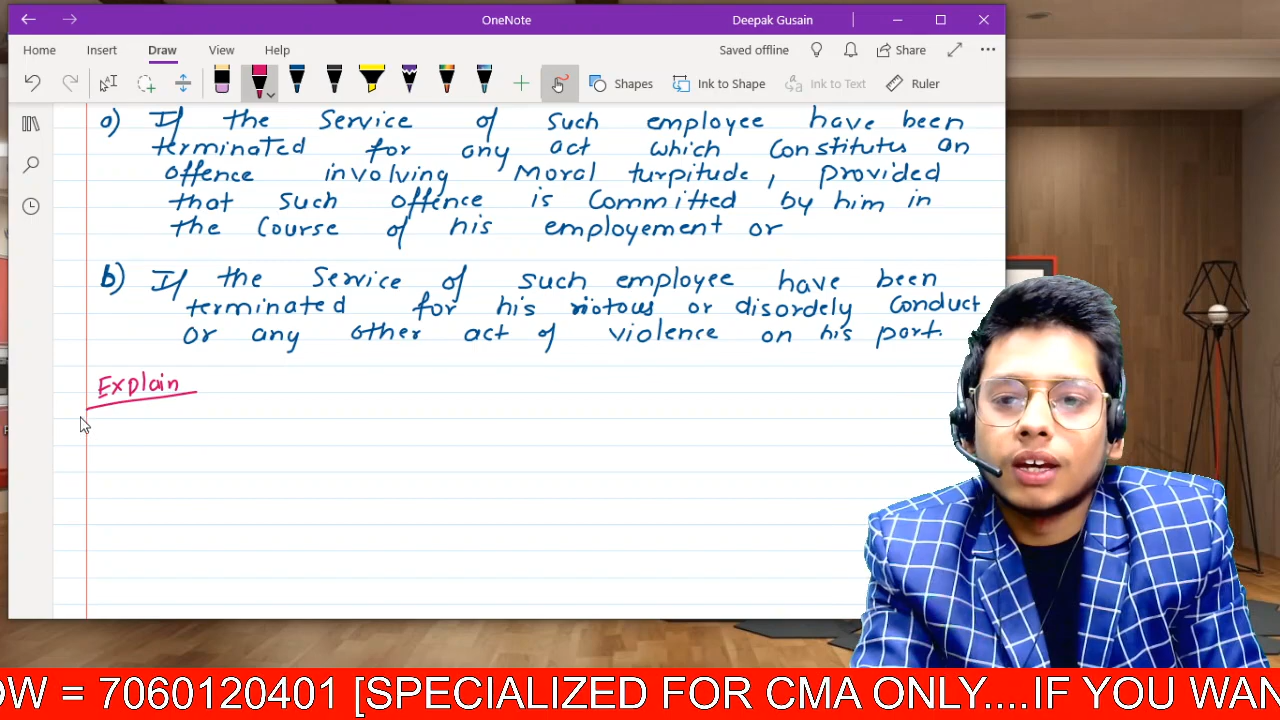 OneNote
Deepak Gusain
Home Insert Draw View Help
Saved offline
Share
Shapes
Ink to Shape
Ink to Text
Ruler
a) If the Service of such employee have been
terminated for any act which constitutes an
offence involving Moral turpitude, provided
that such offence is committed by him in
the Course of his employement or
b) If the Service of such employee have been
terminated for his riotous or disordely conduct
or any other act of violence on his part.
Explain
OW = 7060120401 [SPECIALIZED FOR CMA ONLY....IF YOU WAN